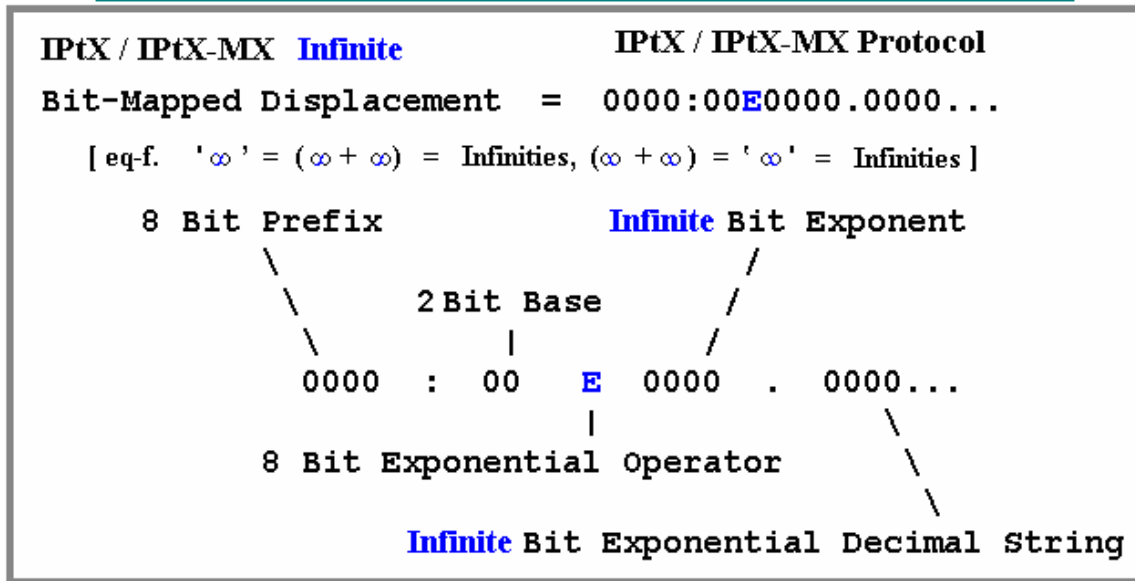 IPtX / IPtX-MX Infinite IPtX / IPtX-MX Protocol
Bit-Mapped Displacement = 0000:00E0000.0000...
[ eq-f. '∞' = (∞ + ∞) = Infinities, (∞ + ∞) = '∞' = Infinities ]
8 Bit Prefix Infinite Bit Exponent
2 Bit Base
0000 : 00 E 0000 . 0000...
8 Bit Exponential Operator
Infinite Bit Exponential Decimal String